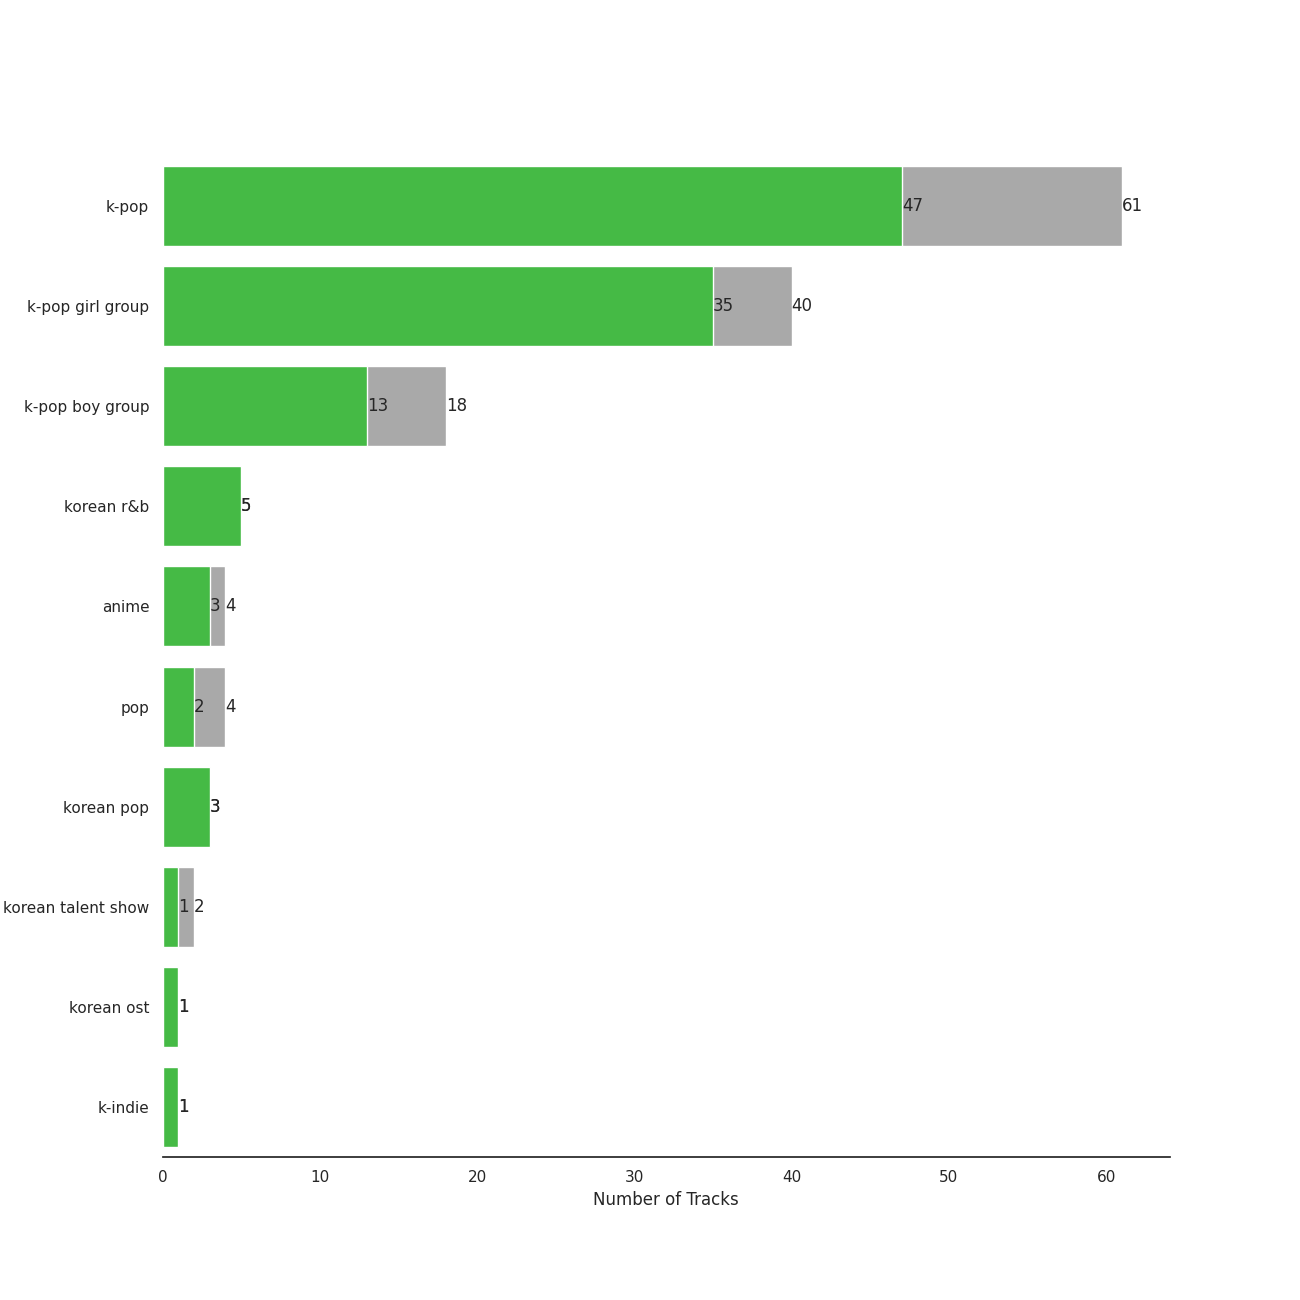 k-pop 47 61
k-pop girl group 35 40
k-pop boy group 13 18
korean r&b 5
anime 3 4
pop 2 4
korean pop 3
korean talent show 1 2
korean ost 1
k-indie 1
0 10 20 30 40 50 60
Number of Tracks